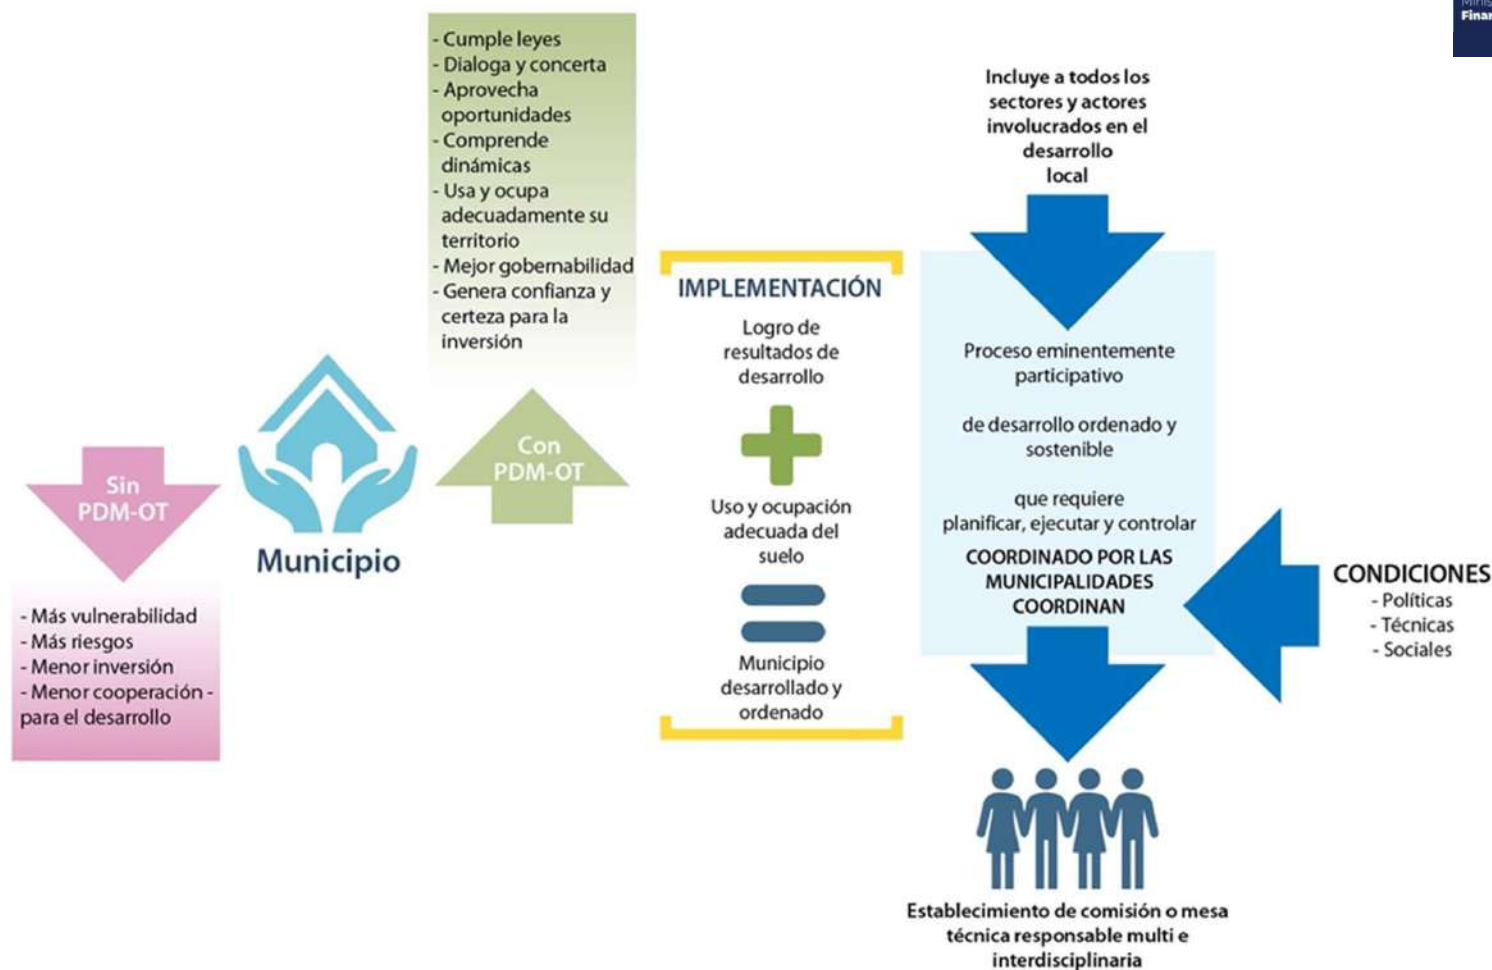 Minis
Finan
- Cumple leyes
- Dialoga y concerta
- Aprovecha
oportunidades
- Comprende
dinámicas
- Usa y ocupa
adecuadamente su
territorio
- Mejor gobernabilidad
- Genera confianza y
certeza para la
inversión
Con
PDM-OT
Sin
PDM-OT
Municipio
- Más vulnerabilidad
- Más riesgos
- Menor inversión
- Menor cooperación -
para el desarrollo
IMPLEMENTACIÓN
Logro de
resultados de
desarrollo
Uso y ocupación
adecuada del
suelo
Municipio
desarrollado y
ordenado
Incluye a todos los
sectores y actores
involucrados en el
desarrollo
local
Proceso eminentemente
participativo
de desarrollo ordenado y
sostenible
que requiere
planificar, ejecutar y controlar
COORDINADO POR LAS
MUNICIPALIDADES
COORDINAN
CONDICIONES
- Políticas
- Técnicas
- Sociales
Establecimiento de comisión o mesa
técnica responsable multi e
interdisciplinaria